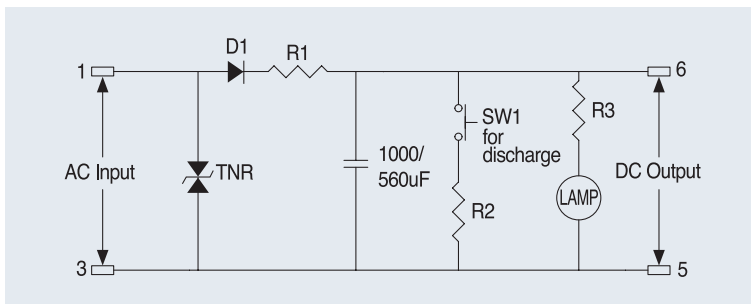 D1
R1
1
6
SW1
for
discharge
R3
1000/
560uF
AC Input
TNR
DC Output
LAMP
R2
3
5